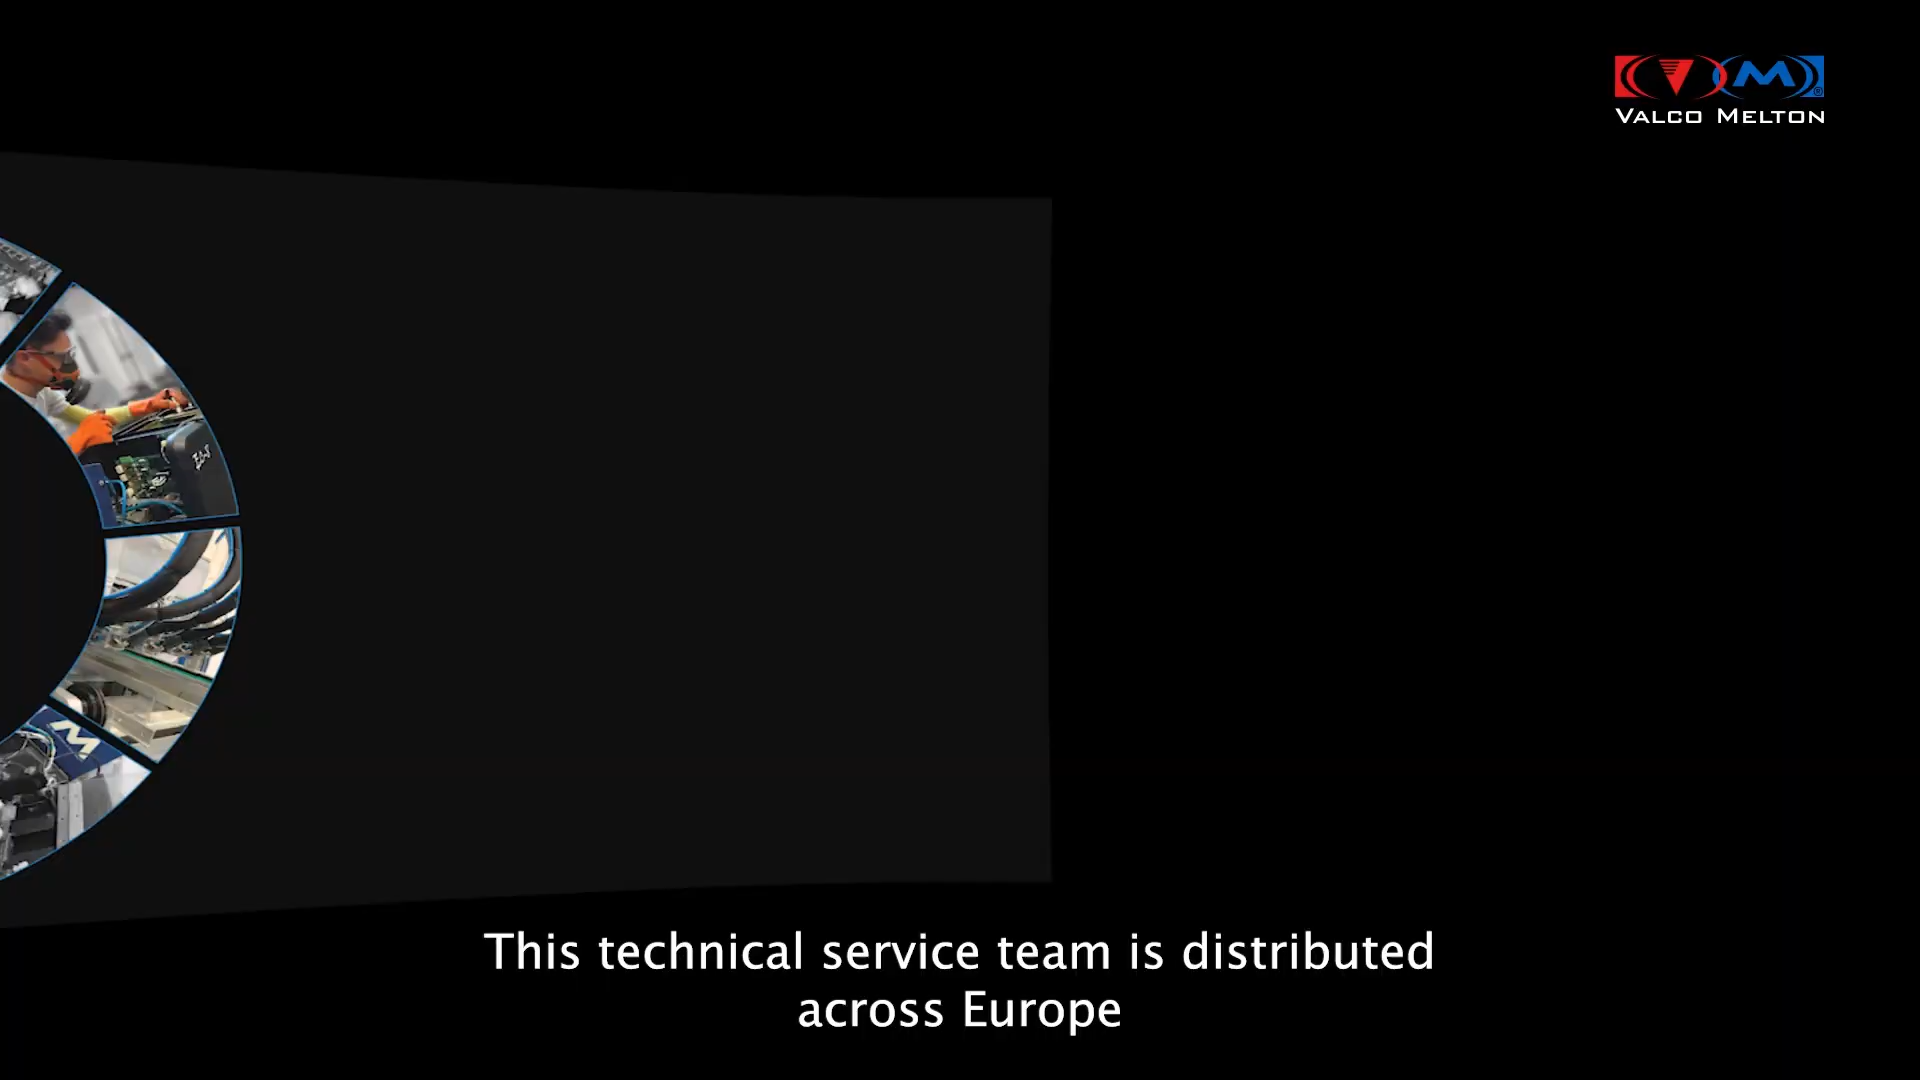 VALCO MELTON
This technical service team is distributed
across Europe